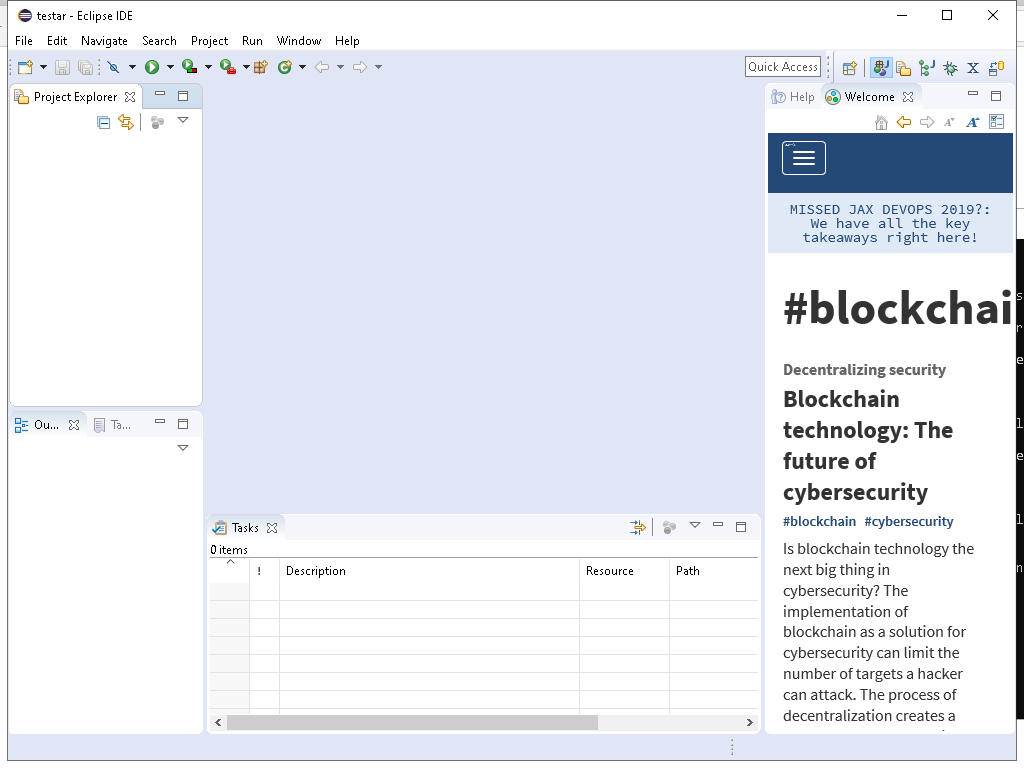 testar - Eclipse IDE
File Edit Navigate Search Project Run Window Help
Quick Access
Project Explorer
Help Welcome
MISSED JAX DEVOPS 2019?:
We have all the key
takeaways right here!
#blockchai
Decentralizing security
Blockchain
technology: The
future of
cybersecurity
#blockchain #cybersecurity
Is blockchain technology the
next big thing in
cybersecurity? The
implementation of
blockchain as a solution for
cybersecurity can limit the
number of targets a hacker
can attack. The process of
decentralization creates a
Ou... Ta...
Tasks
0 items
! Description Resource Path